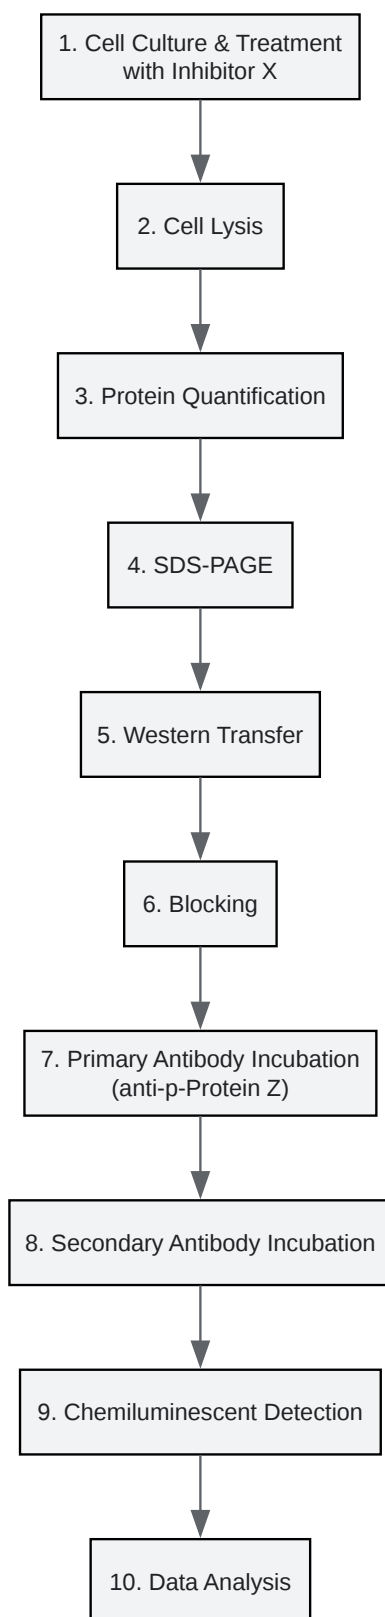 1. Cell Culture & Treatment
with Inhibitor X
2. Cell Lysis
3. Protein Quantification
4. SDS-PAGE
5. Western Transfer
6. Blocking
7. Primary Antibody Incubation
(anti-p-Protein Z)
8. Secondary Antibody Incubation
9. Chemiluminescent Detection
10. Data Analysis